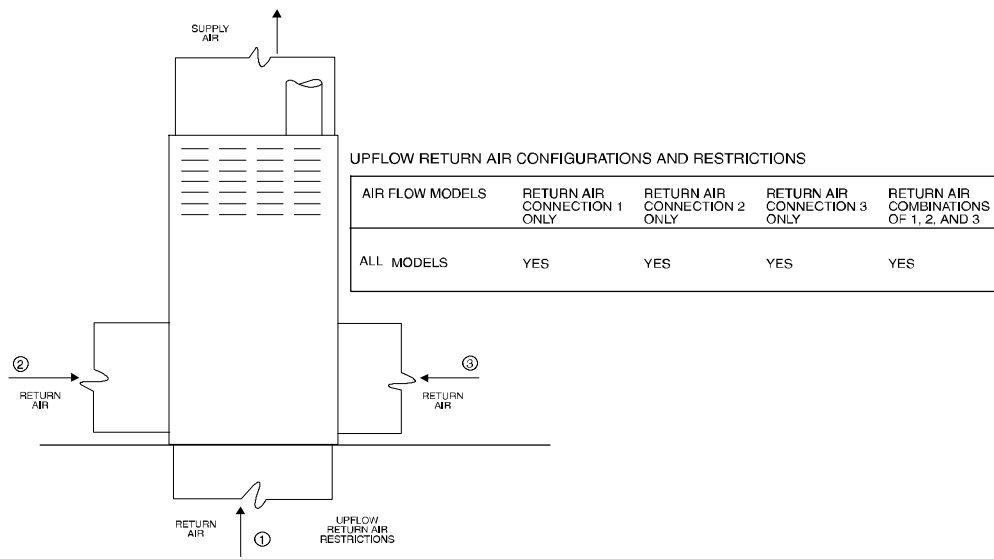 SUPPLY
AIR
UPFLOW RETURN AIR CONFIGURATIONS AND RESTRICTIONS
AIR FLOW MODELS
RETURN AIR
CONNECTION 1
ONLY
RETURN AIR
CONNECTION 2
ONLY
RETURN AIR
CONNECTION 3
ONLY
RETURN AIR
COMBINATIONS
OF 1, 2, AND 3
ALL MODELS YES YES YES YES
②
RETURN
AIR
③
RETURN
AIR
RETURN
AIR
①
UPFLOW
RETURN AIR
RESTRICTIONS